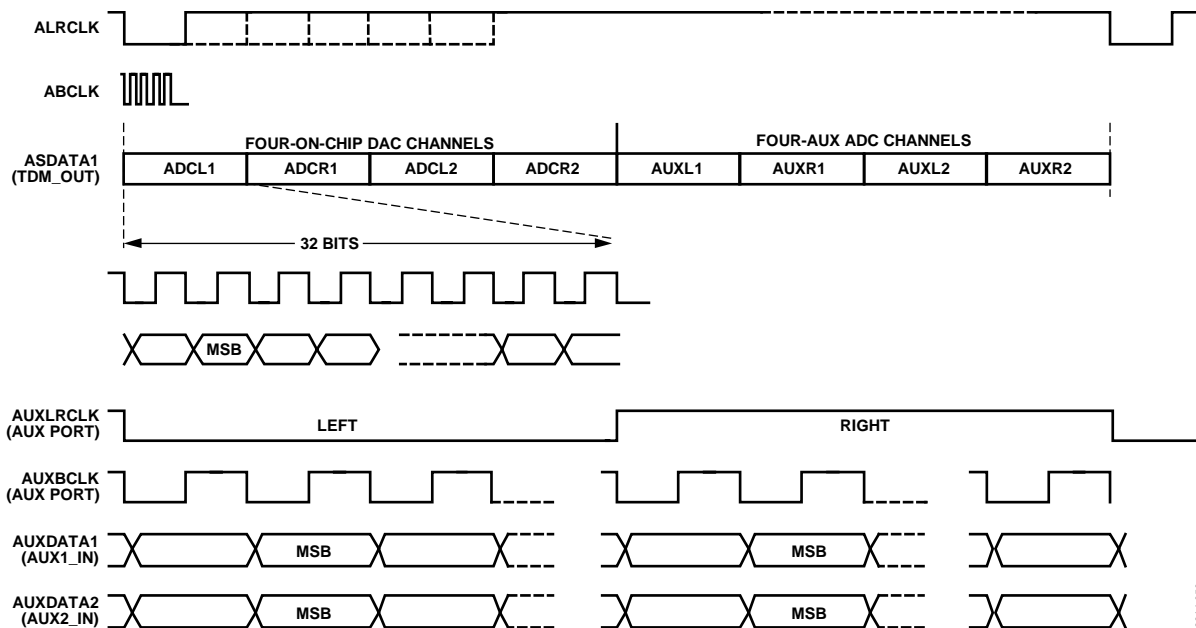 ALRCLK
ABCLK
FOUR-ON-CHIP DAC CHANNELS
FOUR-AUX ADC CHANNELS
ASDATA1
(TDM_OUT)
ADCL1 ADCR1 ADCL2 ADCR2 AUXL1 AUXR1 AUXL2 AUXR2
32 BITS
MSB
AUXLRCLK
(AUX PORT)
LEFT RIGHT
AUXBCLK
(AUX PORT)
AUXDATA1
(AUX1_IN)
MSB MSB
AUXDATA2
(AUX2_IN)
MSB MSB